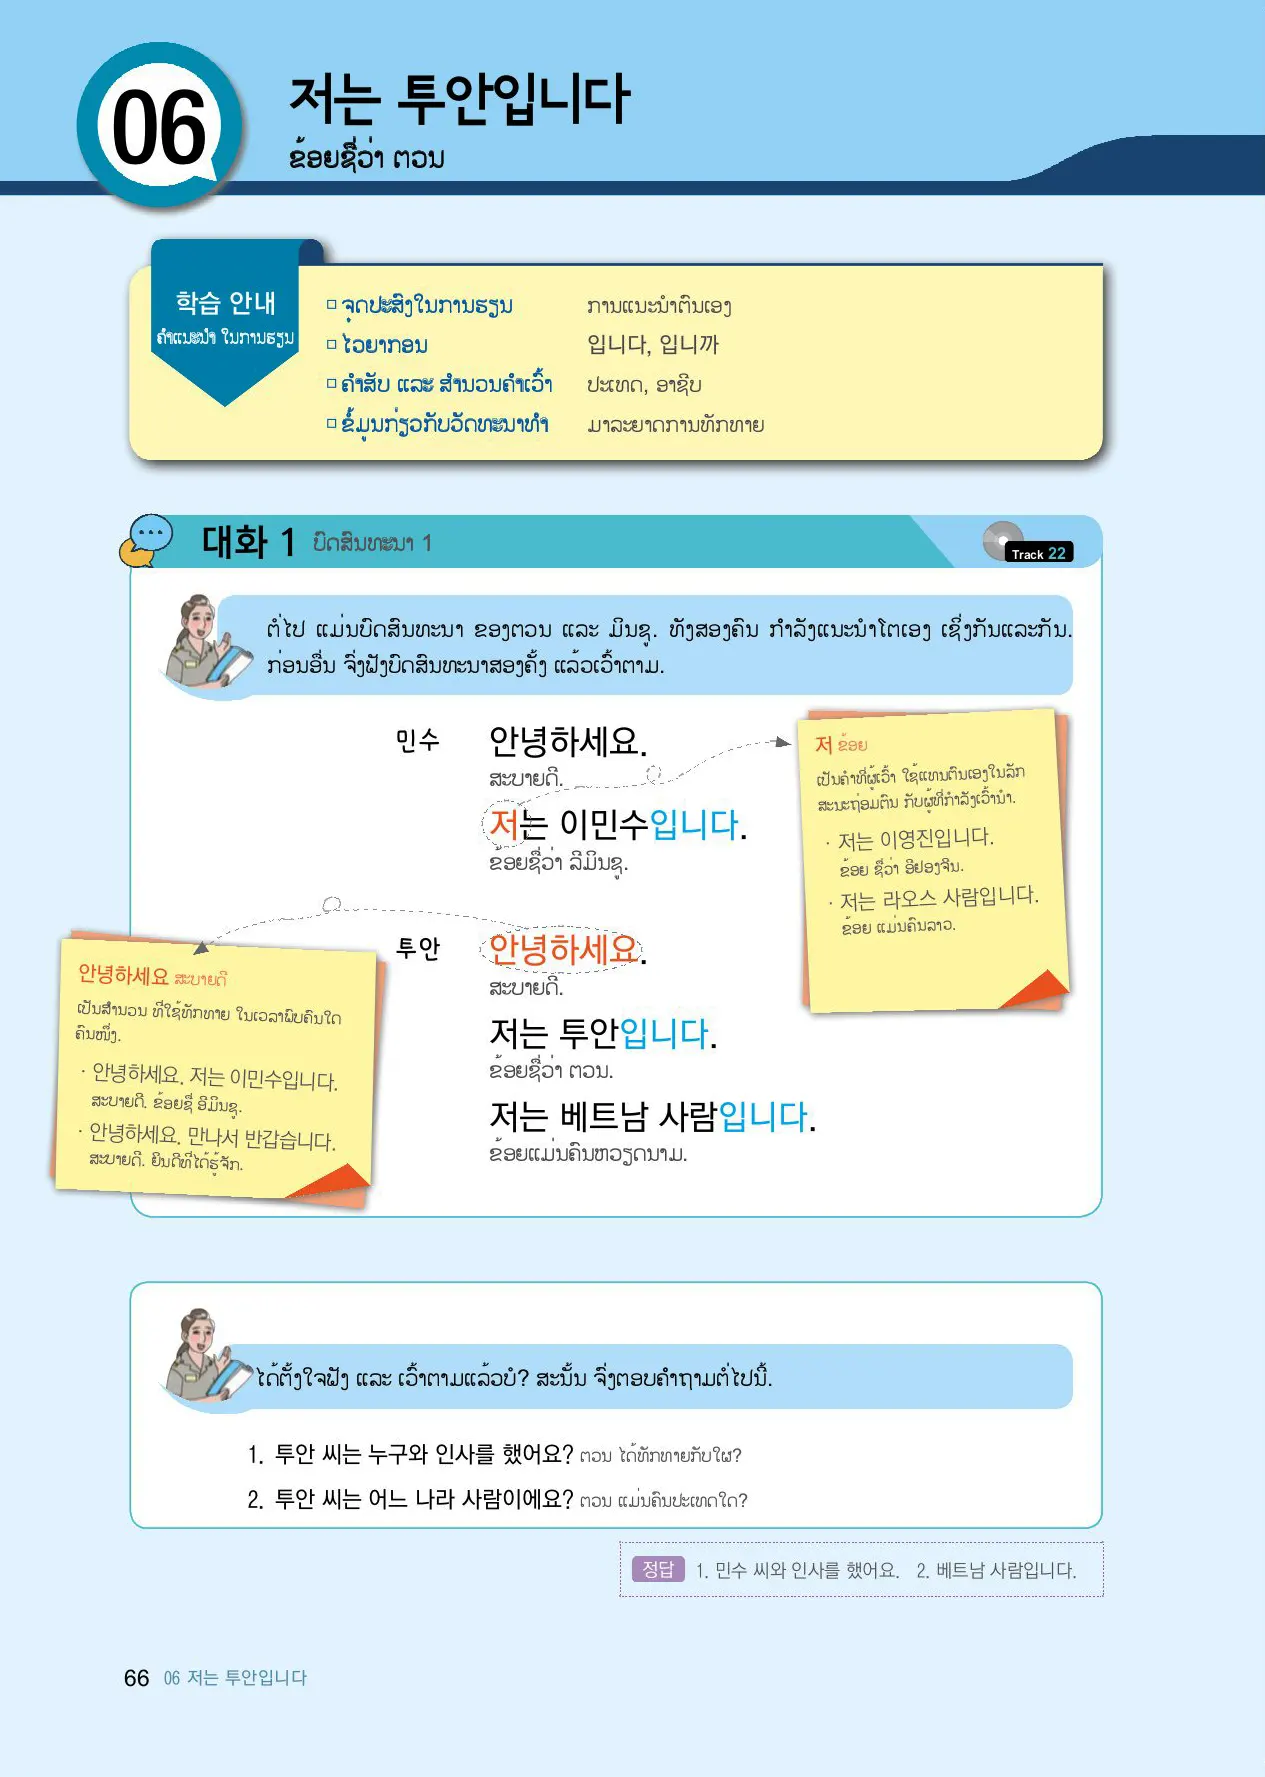 06
저는 투안입니다
ຂ້ອຍຊື່ວ່າ ຕວນ
학습 안내
ຄຳແນະນຳ ໃນການຮຽນ
□ ຈຸດປະສົງໃນການຮຽນ ການແນະນຳຕົນເອງ
□ ໄວຍາກອນ 입니다, 입니까
□ ຄຳສັບ ແລະ ສຳນວນຄຳເວົ້າ ປະເທດ, ອາຊີບ
□ ຂໍ້ມູນກ່ຽວກັບວັດທະນາທຳ ມາລະຍາດການທັກທາຍ
대화 1 ບົດສົນທະນາ 1
Track 22
ຕໍ່ໄປ ແມ່ນບົດສົນທະນາ ຂອງຕວນ ແລະ ມິນຊູ. ທັງສອງຄົນ ກຳລັງແນະນຳໂຕເອງ ເຊິ່ງກັນແລະກັນ.
ກ່ອນອື່ນ ຈົ່ງຟັງບົດສົນທະນາສອງຄັ້ງ ແລ້ວເວົ້າຕາມ.
민수 안녕하세요.
ສະບາຍດີ.
저는 이민수입니다.
ຂ້ອຍຊື່ວ່າ ລີມິນຊູ.
투안 안녕하세요.
ສະບາຍດີ.
저는 투안입니다.
ຂ້ອຍຊື່ວ່າ ຕວນ.
저는 베트남 사람입니다.
ຂ້ອຍແມ່ນຄົນຫວຽດນາມ.
저 ຂ້ອຍ
ເປັນຄຳທີ່ຜູ້ເວົ້າ ໃຊ້ແທນຕົນເອງໃນລັກ
ສະນະຖ່ອມຕົນ ກັບຜູ້ທີ່ກຳລັງເວົ້ານຳ.
· 저는 이영진입니다.
ຂ້ອຍ ຊື່ວ່າ ອີຢອງຈິນ.
· 저는 라오스 사람입니다.
ຂ້ອຍ ແມ່ນຄົນລາວ.
안녕하세요 ສະບາຍດີ
ເປັນສຳນວນ ທີ່ໃຊ້ທັກທາຍ ໃນເວລາພົບຄົນໃດ
ຄົນໜຶ່ງ.
· 안녕하세요. 저는 이민수입니다.
ສະບາຍດີ. ຂ້ອຍຊື່ ອີມິນຊູ.
· 안녕하세요. 만나서 반갑습니다.
ສະບາຍດີ. ຍິນດີທີ່ໄດ້ຮູ້ຈັກ.
ໄດ້ຕັ້ງໃຈຟັງ ແລະ ເວົ້າຕາມແລ້ວບໍ? ສະນັ້ນ ຈົ່ງຕອບຄຳຖາມຕໍ່ໄປນີ້.
1. 투안 씨는 누구와 인사를 했어요? ຕວນ ໄດ້ທັກທາຍກັບໃຜ?
2. 투안 씨는 어느 나라 사람이에요? ຕວນ ແມ່ນຄົນປະເທດໃດ?
정답 1. 민수 씨와 인사를 했어요. 2. 베트남 사람입니다.
66 06 저는 투안입니다